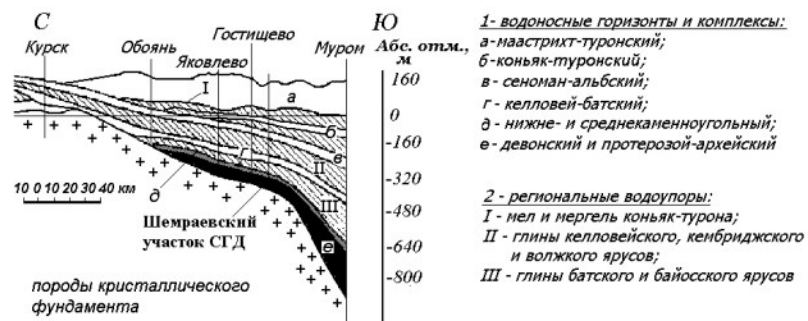 С
Ю
Курск
Обоянь
Гостищево
Яковлево
Муром
Абс. отм.,
м
160
0
-160
-320
-480
-640
-800
I
а
б
в
г
II
III
д
е
10 0 10 20 30 40 км
Шемраевский
участок СГД
породы кристаллического
фундамента
1- водоносные горизонты и комплексы:
а-маастрихт-туронский;
б-коньяк-туронский;
в - сеноман-альбский;
г - келловей-батский;
д - нижне- и среднекаменноугольный;
е - девонский и протерозой-архейский
2 - региональные водоупоры:
I - мел и мергель коньяк-турона;
II - глины келловейского, кембриджского
и волжкого ярусов;
III - глины батского и байосского ярусов